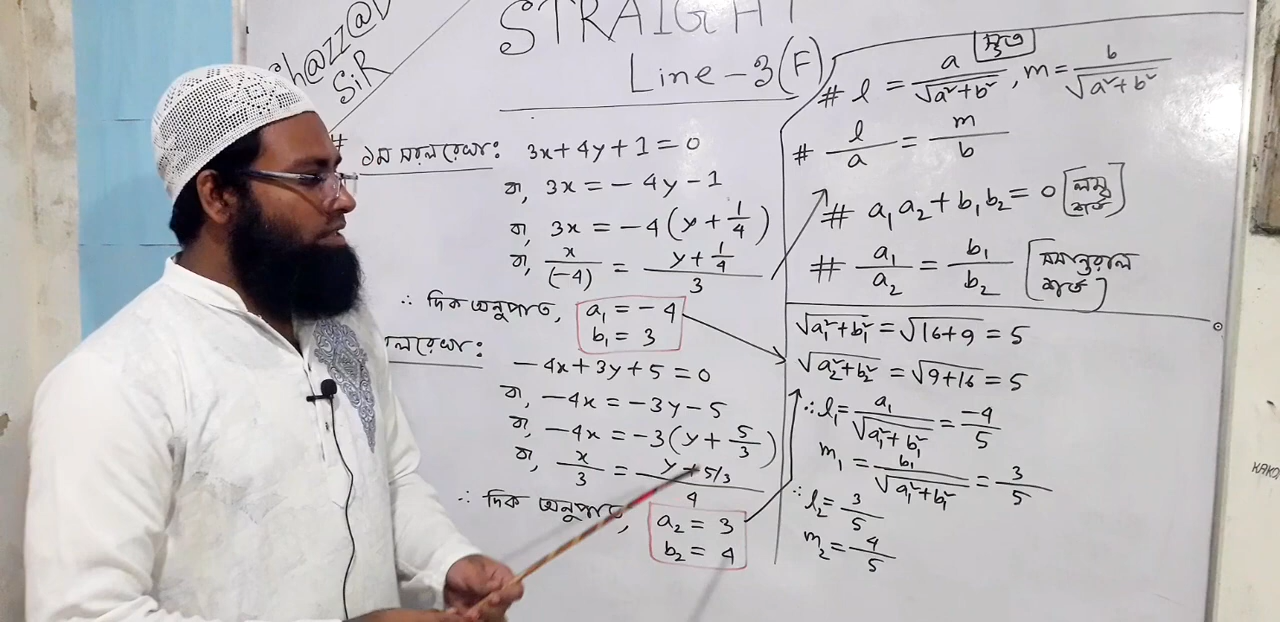 Sh@zz@D
SiR
STRAIGHT
Line - 3(F)
# ১ম সরলরেখা: 3x + 4y + 1 = 0
বা, 3x = - 4y - 1
বা, 3x = -4(y + 1/4)
বা, x/(-4) = (y + 1/4)/3
∴ দিক অনুপাত, a₁ = - 4
b₁ = 3
লরেখা:
- 4x + 3y + 5 = 0
বা, -4x = -3y - 5
বা, -4x = -3(y + 5/3)
বা, x/3 = (y + 5/3)/4
∴ দিক অনুপাত, a₂ = 3
b₂ = 4
# l = a/√(a²+b²), m = b/√(a²+b²)
# l/a = m/b
# a₁a₂ + b₁b₂ = 0 [লম্ব শর্ত]
# a₁/a₂ = b₁/b₂ [সমান্তরাল শর্ত]
√(a₁²+b₁²) = √(16+9) = 5
√(a₂²+b₂²) = √(9+16) = 5
∴ l₁ = a₁/√(a₁²+b₁²) = -4/5
m₁ = b₁/√(a₁²+b₁²) = 3/5
∴ l₂ = 3/5
m₂ = 4/5